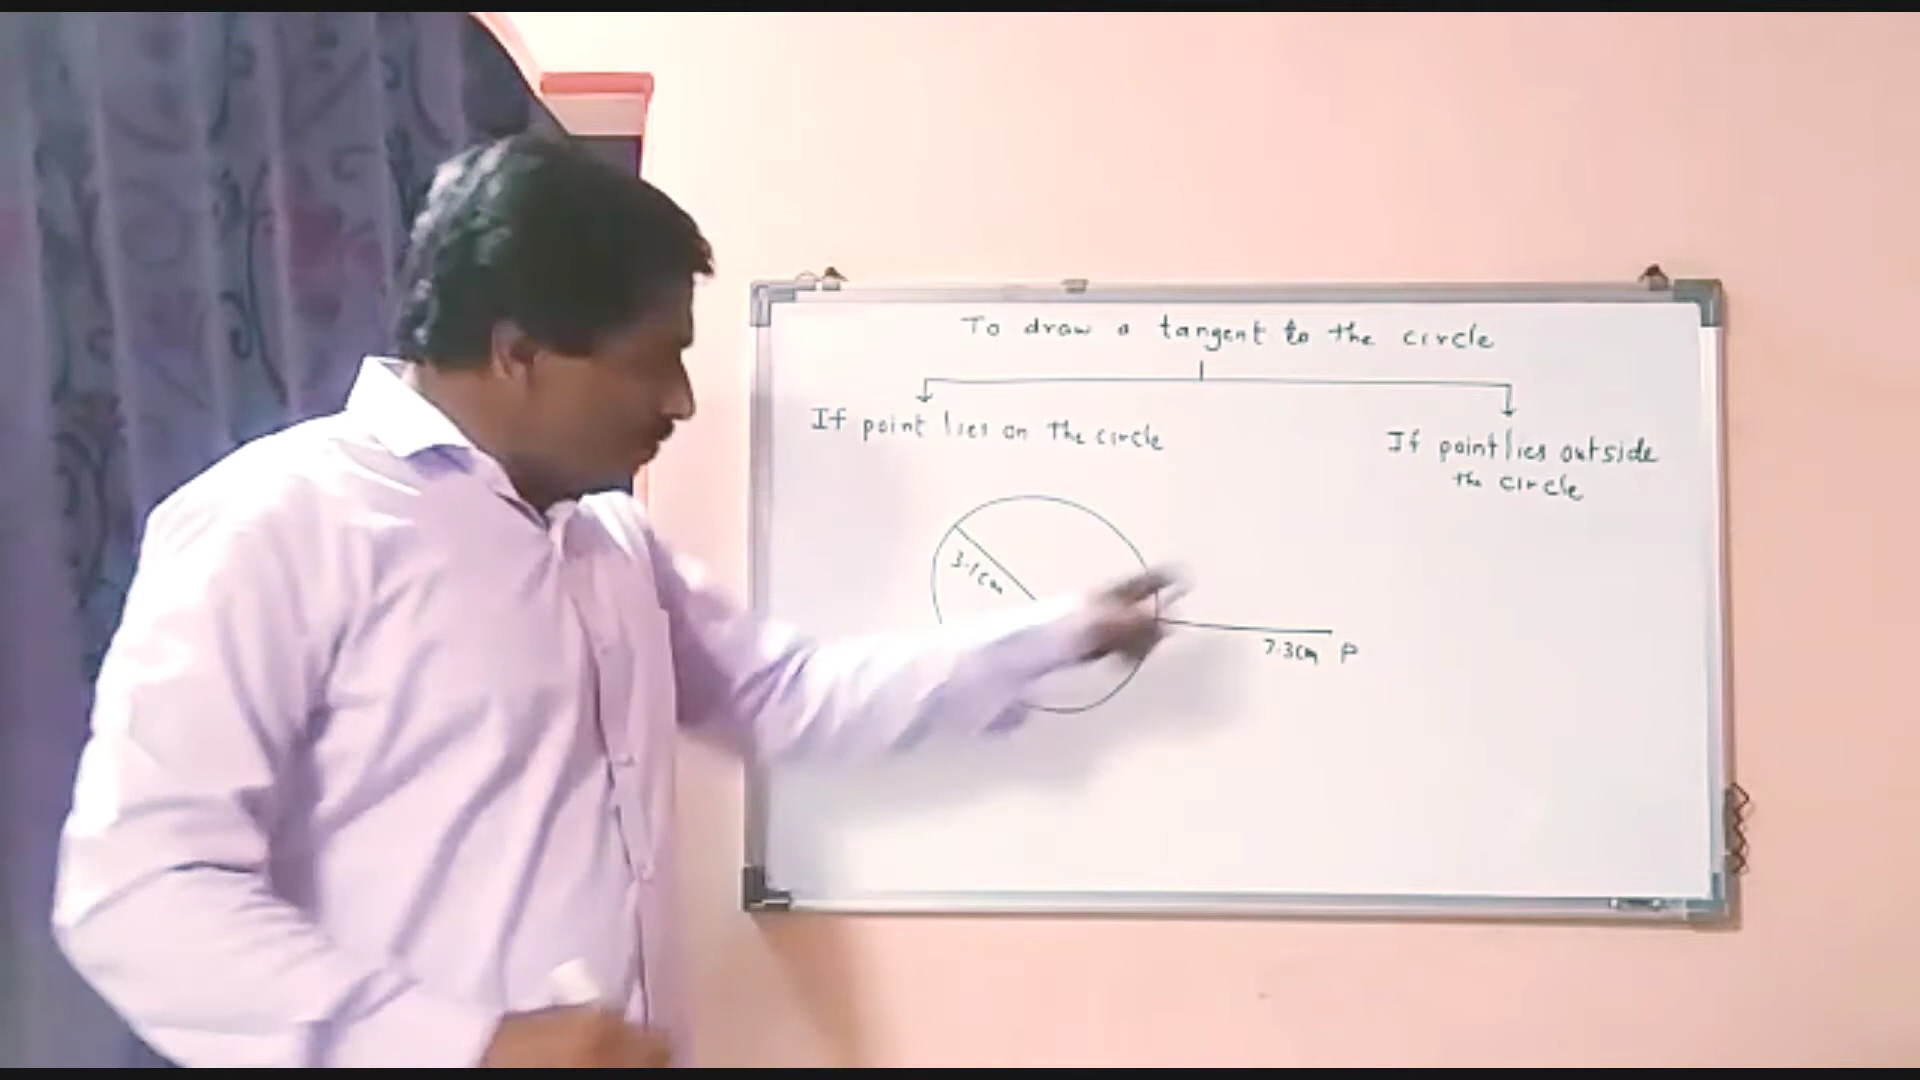 To draw a tangent to the circle
If point lies on the circle
If point lies outside
the circle
3.1cm
7.3cm P